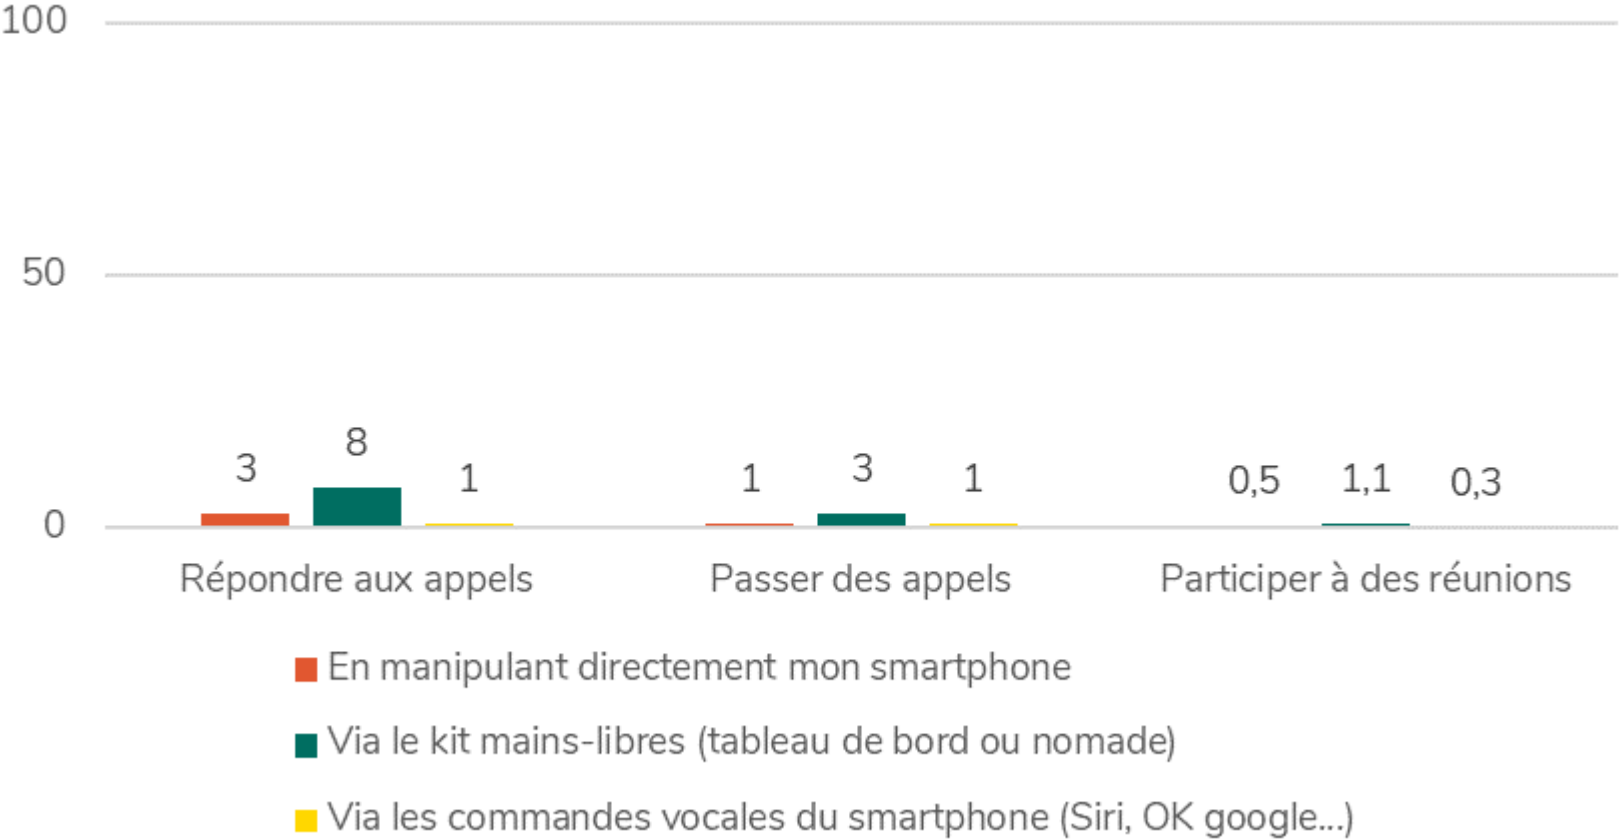 100
50
0
3
8
1
1
3
1
0,5
1,1
0,3
Répondre aux appels
Passer des appels
Participer à des réunions
En manipulant directement mon smartphone
Via le kit mains-libres (tableau de bord ou nomade)
Via les commandes vocales du smartphone (Siri, OK google...)